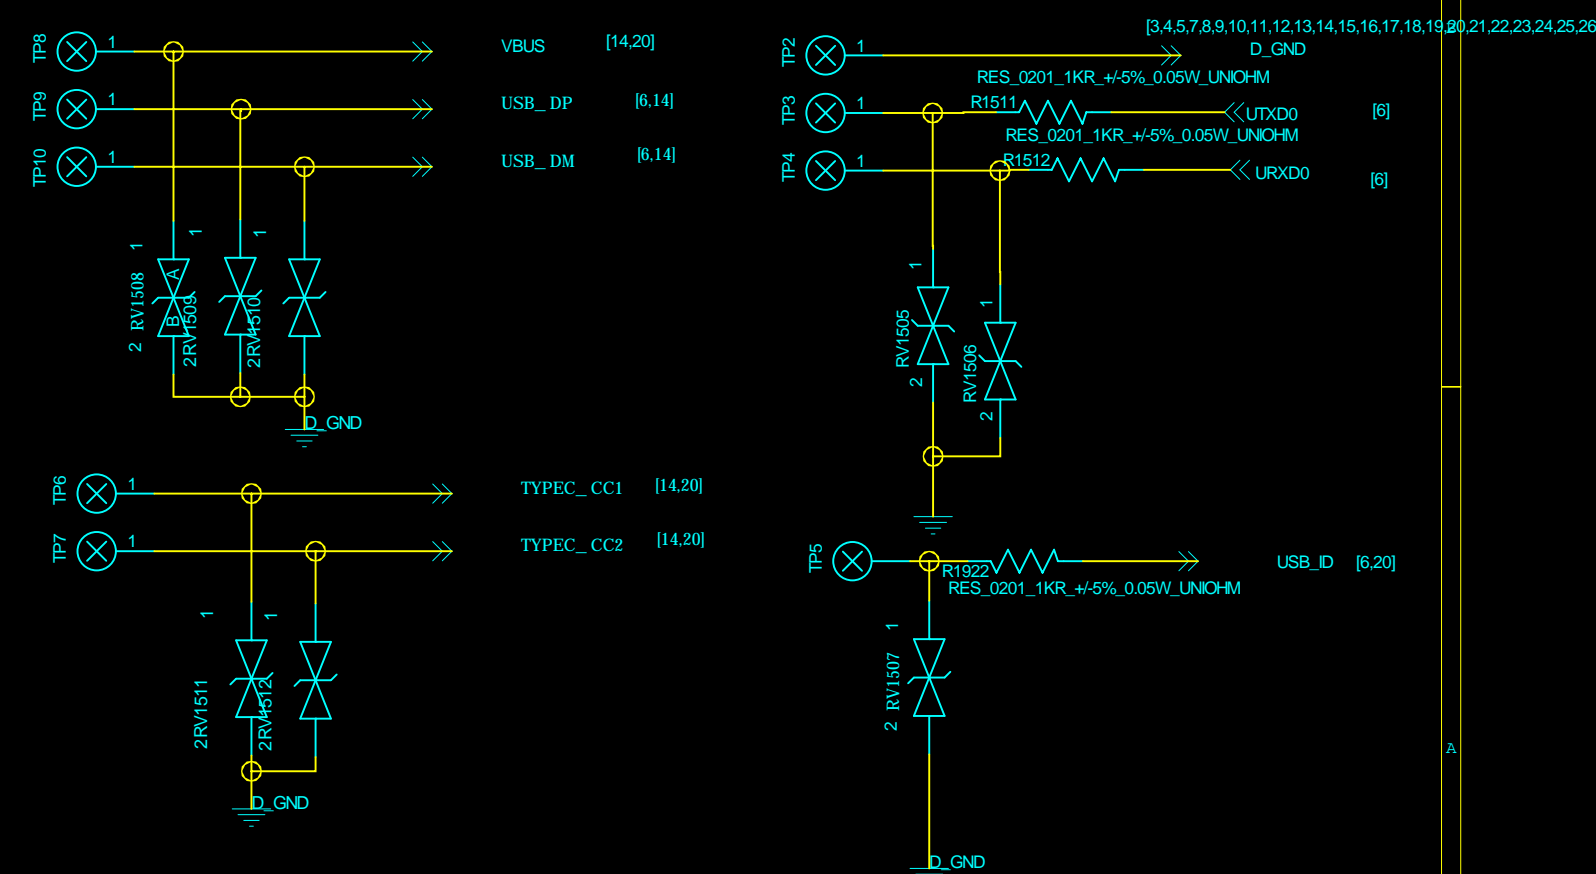 TP8 1 VBUS [14,20]
TP9 1 USB_DP [6,14]
TP10 1 USB_DM [6,14]
1 1 1
2 RV1508 A B 2RV1509 2RV1510
D_GND
TP6 1 TYPEC_CC1 [14,20]
TP7 1 TYPEC_CC2 [14,20]
1 1
2RV1511 2RV1512
D_GND
[3,4,5,7,8,9,10,11,12,13,14,15,16,17,18,19,20,21,22,23,24,25,26
TP2 1 D_GND
RES_0201_1KR_+/-5%_0.05W_UNIOHM
TP3 1 R1511 UTXD0 [6]
RES_0201_1KR_+/-5%_0.05W_UNIOHM
TP4 1 R1512 URXD0 [6]
1 1
RV1505 RV1506
2 2
TP5 R1922 USB_ID [6,20]
RES_0201_1KR_+/-5%_0.05W_UNIOHM
1
2 RV1507
D_GND
A